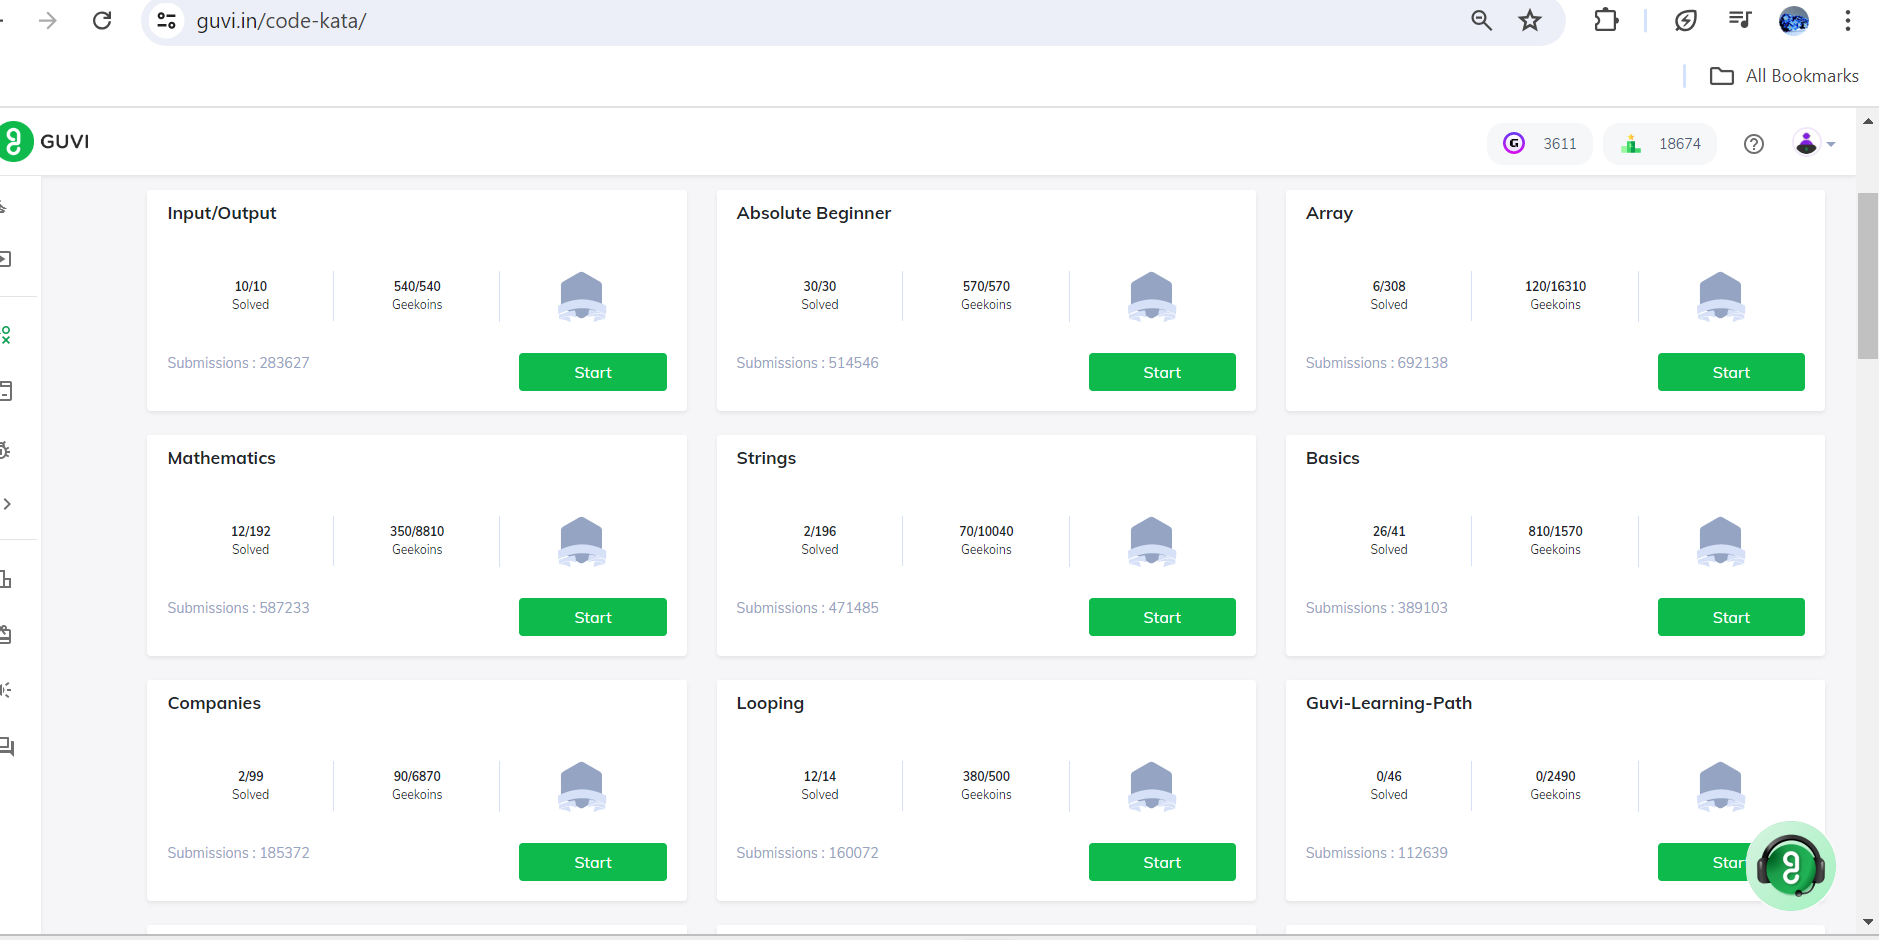 guvi.in/code-kata/
All Bookmarks
GUVI
G 3611 18674
Input/Output
10/10 540/540
Solved Geekoins
Submissions : 283627
Start
Absolute Beginner
30/30 570/570
Solved Geekoins
Submissions : 514546
Start
Array
6/308 120/16310
Solved Geekoins
Submissions : 692138
Start
Mathematics
12/192 350/8810
Solved Geekoins
Submissions : 587233
Start
Strings
2/196 70/10040
Solved Geekoins
Submissions : 471485
Start
Basics
26/41 810/1570
Solved Geekoins
Submissions : 389103
Start
Companies
2/99 90/6870
Solved Geekoins
Submissions : 185372
Start
Looping
12/14 380/500
Solved Geekoins
Submissions : 160072
Start
Guvi-Learning-Path
0/46 0/2490
Solved Geekoins
Submissions : 112639
Star